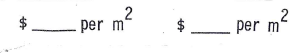 $ ____ per m² $ ____ per m²